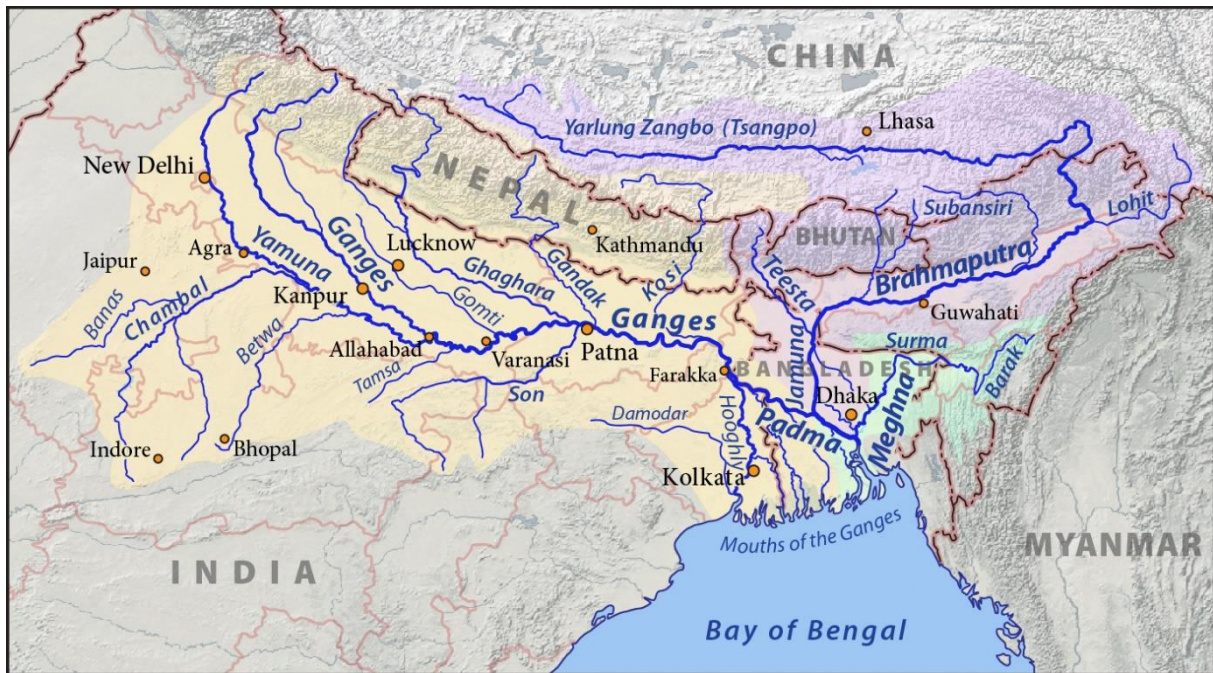 CHINA
Yarlung Zangbo (Tsangpo)
Lhasa
New Delhi
NEPAL
Subansiri
Lohit
BHUTAN
Kathmandu
Agra
Yamuna
Ganges
Lucknow
Ghaghara
Gandak
Kosi
Teesta
Brahmaputra
Jaipur
Banas
Chambal
Kanpur
Gomti
Ganges
Guwahati
Betwa
Allahabad
Varanasi
Patna
Jamuna
Surma
Tamsa
Son
Farakka
BANGLADESH
Barak
Damodar
Hooghly
Padma
Dhaka
Meghna
Indore
Bhopal
Kolkata
Mouths of the Ganges
INDIA
MYANMAR
Bay of Bengal